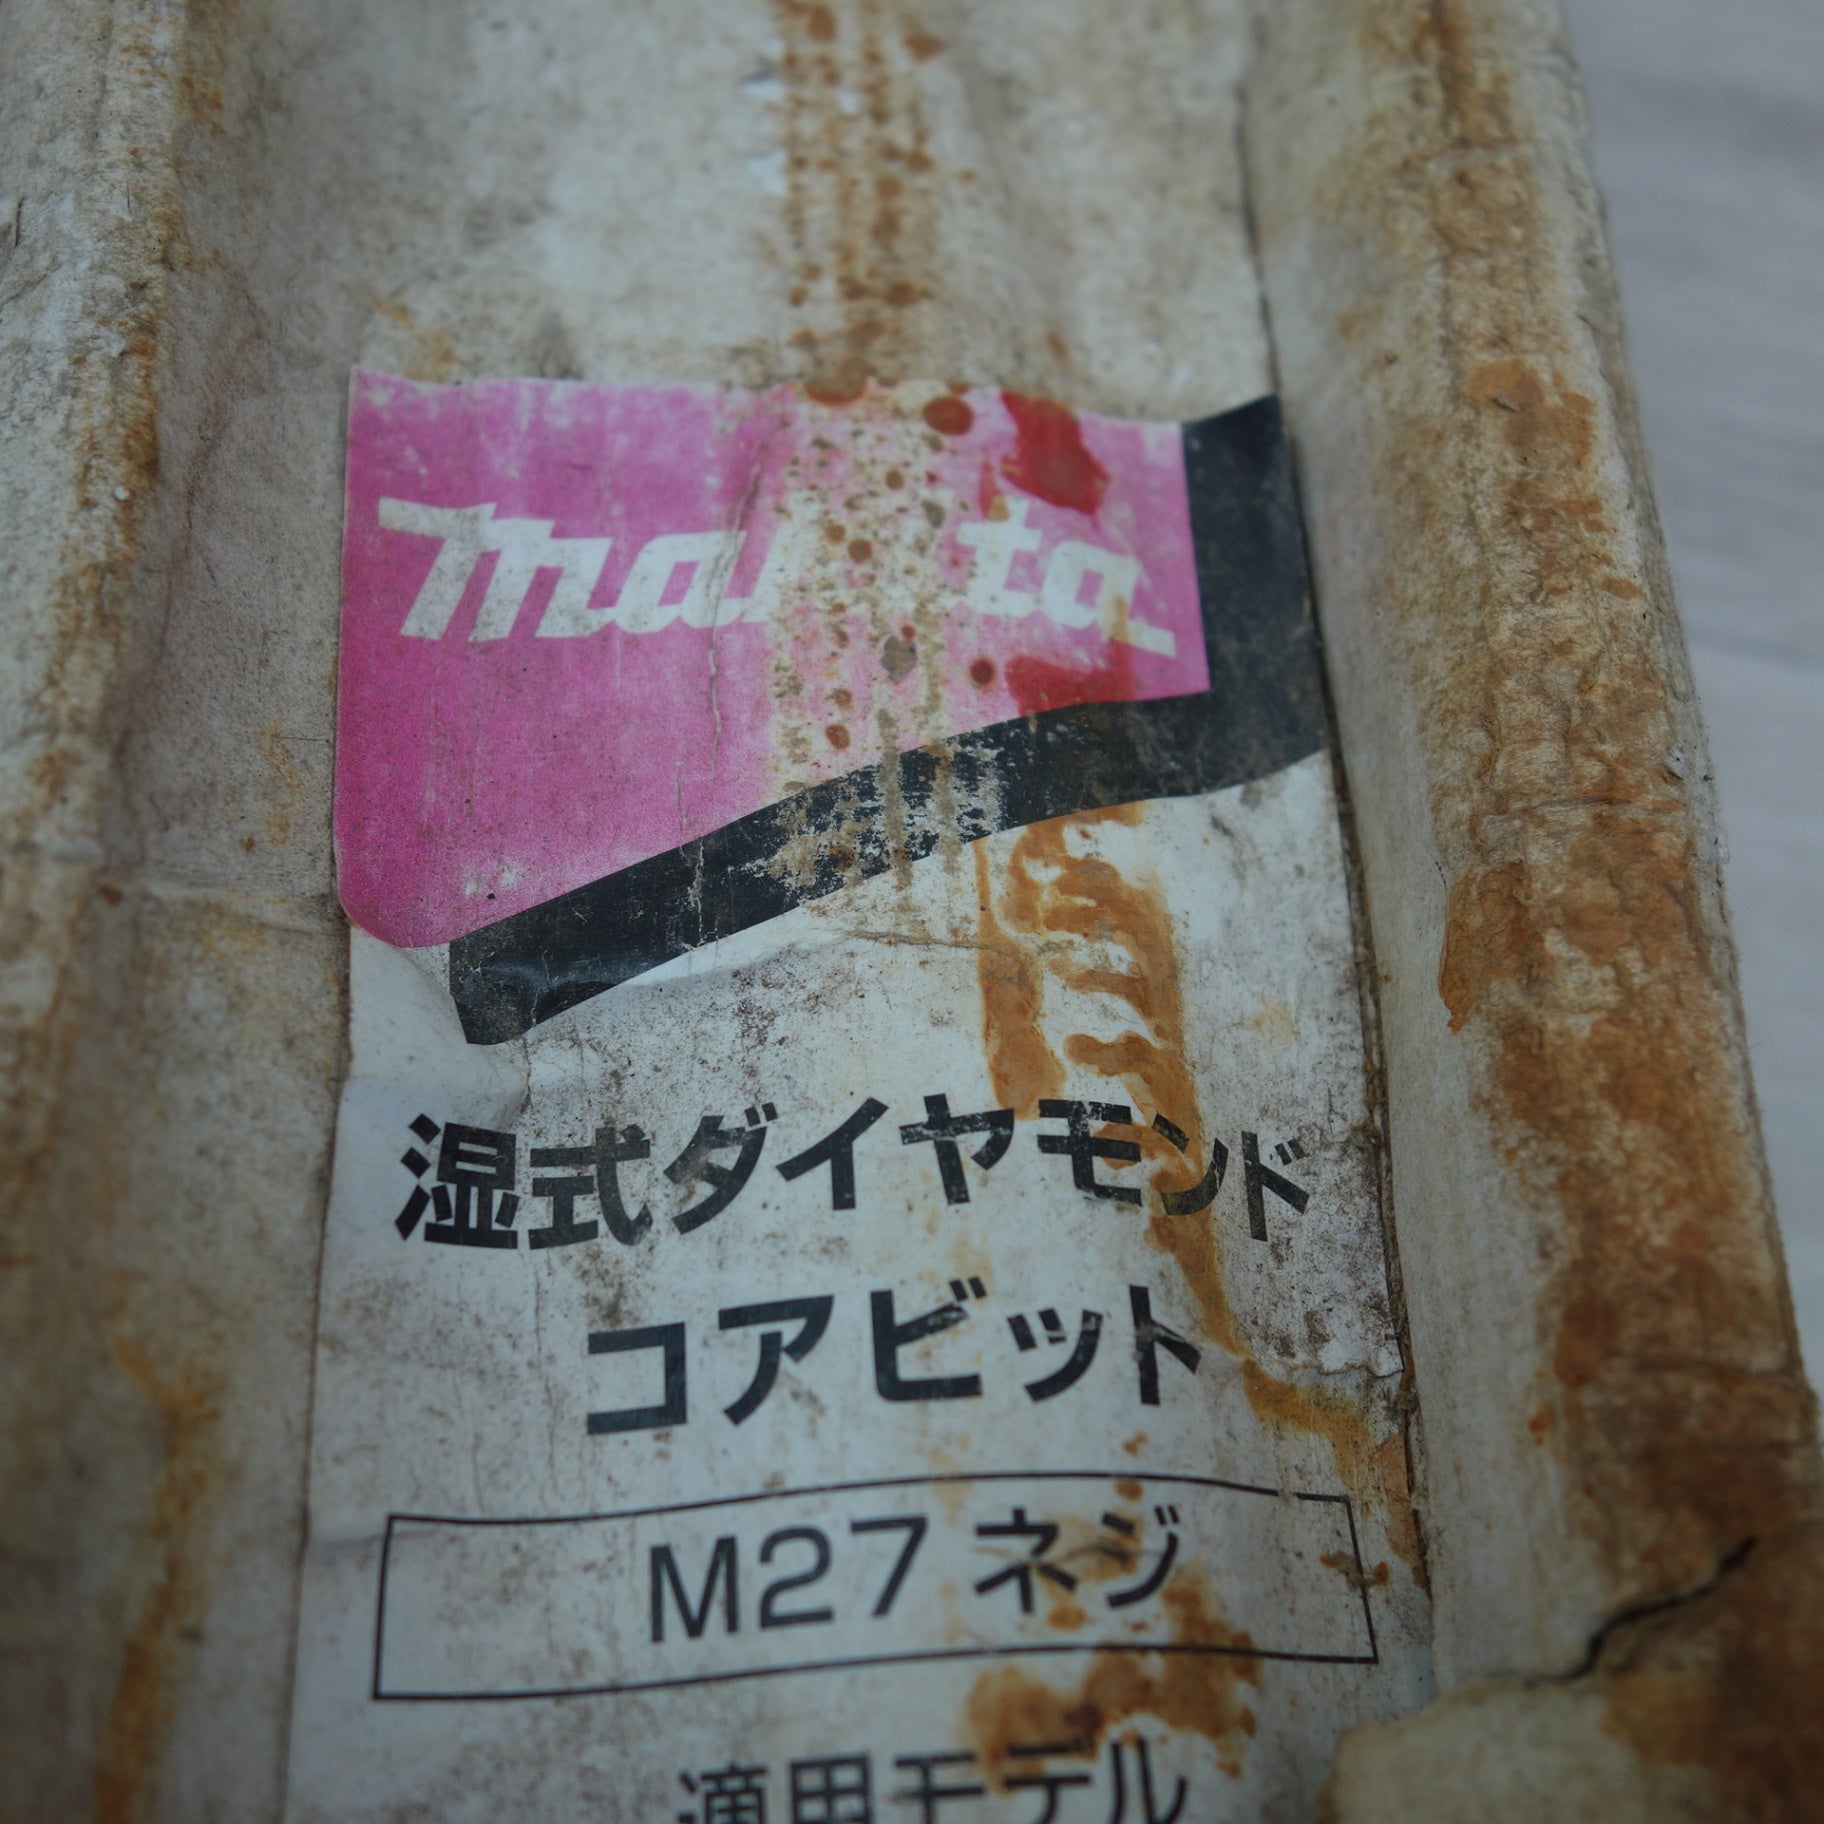 makita
湿式ダイヤモンド
コアビット
M27 ネジ
適用モデル